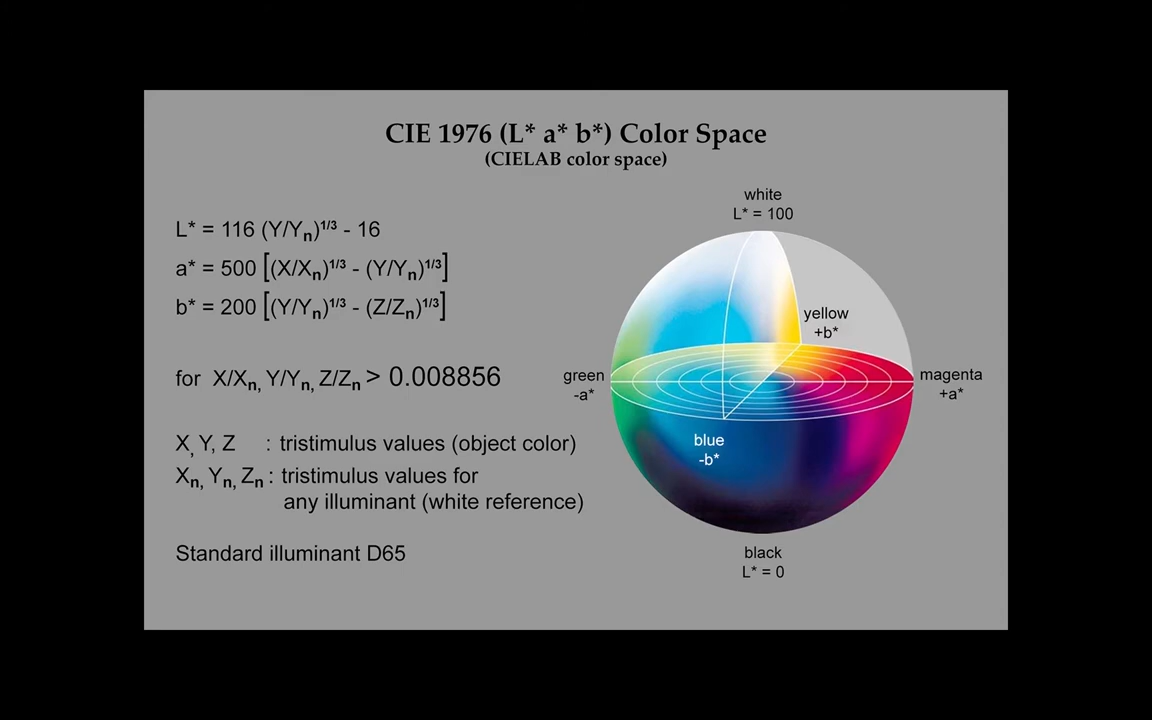 CIE 1976 (L* a* b*) Color Space
(CIELAB color space)
white
L* = 100
L* = 116 (Y/Yn)1/3 - 16
a* = 500 [(X/Xn)1/3 - (Y/Yn)1/3]
b* = 200 [(Y/Yn)1/3 - (Z/Zn)1/3]
yellow
+b*
for X/Xn, Y/Yn, Z/Zn > 0.008856
green
-a*
magenta
+a*
blue
-b*
X, Y, Z : tristimulus values (object color)
Xn, Yn, Zn : tristimulus values for
any illuminant (white reference)
Standard illuminant D65
black
L* = 0